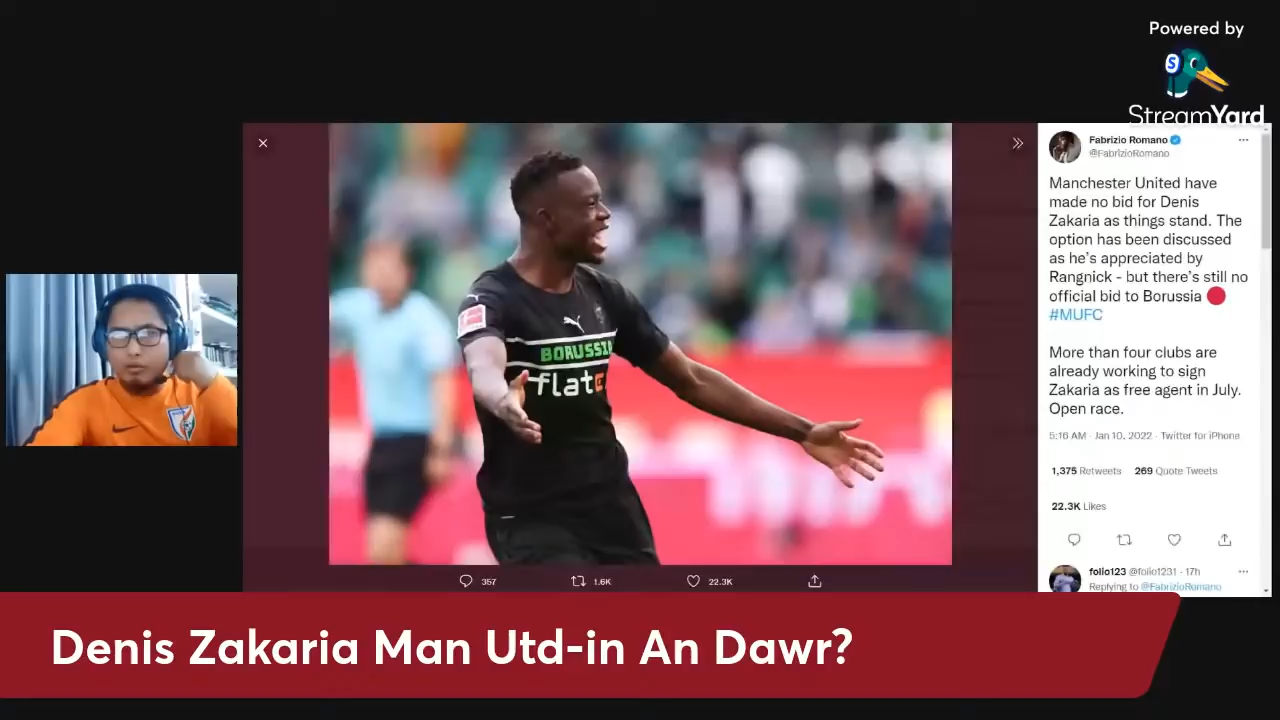 Powered by
StreamYard
Fabrizio Romano
@FabrizioRomano
Manchester United have
made no bid for Denis
Zakaria as things stand. The
option has been discussed
as he's appreciated by
Rangnick - but there's still no
official bid to Borussia
#MUFC
More than four clubs are
already working to sign
Zakaria as free agent in July.
Open race.
5:16 AM · Jan 10, 2022 · Twitter for iPhone
1,375 Retweets 269 Quote Tweets
22.3K Likes
folio123 @folio1231 · 17h
Replying to @FabrizioRomano
BORUSSI
flate
357 1.6K 22.3K
Denis Zakaria Man Utd-in An Dawr?